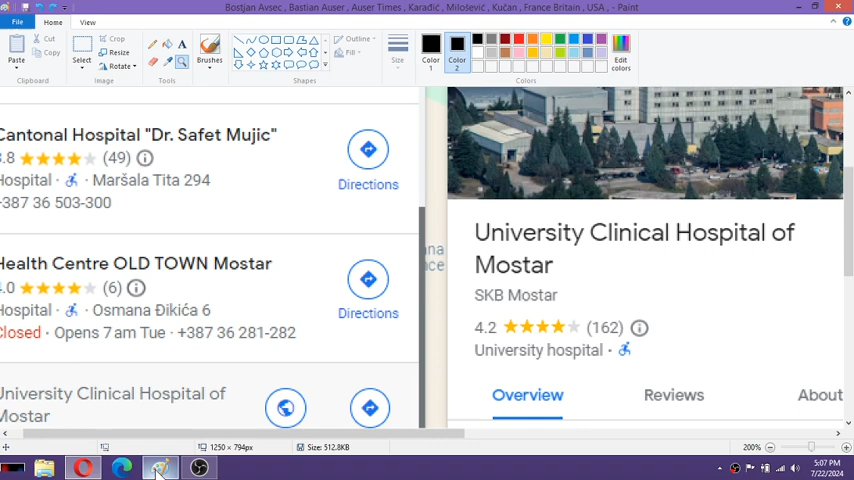 Bostjan Avsec , Bastian Auser , Auser Times , Karadić , Milošević , Kućan , France Britain , USA , - Paint
File Home View
Paste
Cut
Copy
Clipboard
Select
Crop
Resize
Rotate
Image
Tools
Brushes
Shapes
Outline
Fill
Size
Color 1
Color 2
Colors
Edit colors
Cantonal Hospital "Dr. Safet Mujic"
3.8 (49)
Hospital · Maršala Tita 294
+387 36 503-300
Directions
Health Centre OLD TOWN Mostar
4.0 (6)
Hospital · Osmana Đikića 6
Closed · Opens 7 am Tue · +387 36 281-282
Directions
University Clinical Hospital of
Mostar
University Clinical Hospital of
Mostar
SKB Mostar
4.2 (162)
University hospital ·
Overview Reviews About
1250 × 794px
Size: 512.8KB
200%
5:07 PM
7/22/2024